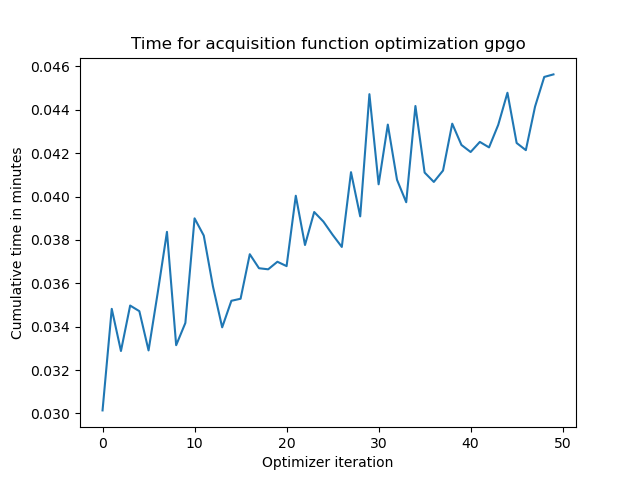 Time for acquisition function optimization gpgo
0.046
0.044
0.042
0.040
0.038
0.036
0.034
0.032
0.030
Cumulative time in minutes
0 10 20 30 40 50
Optimizer iteration